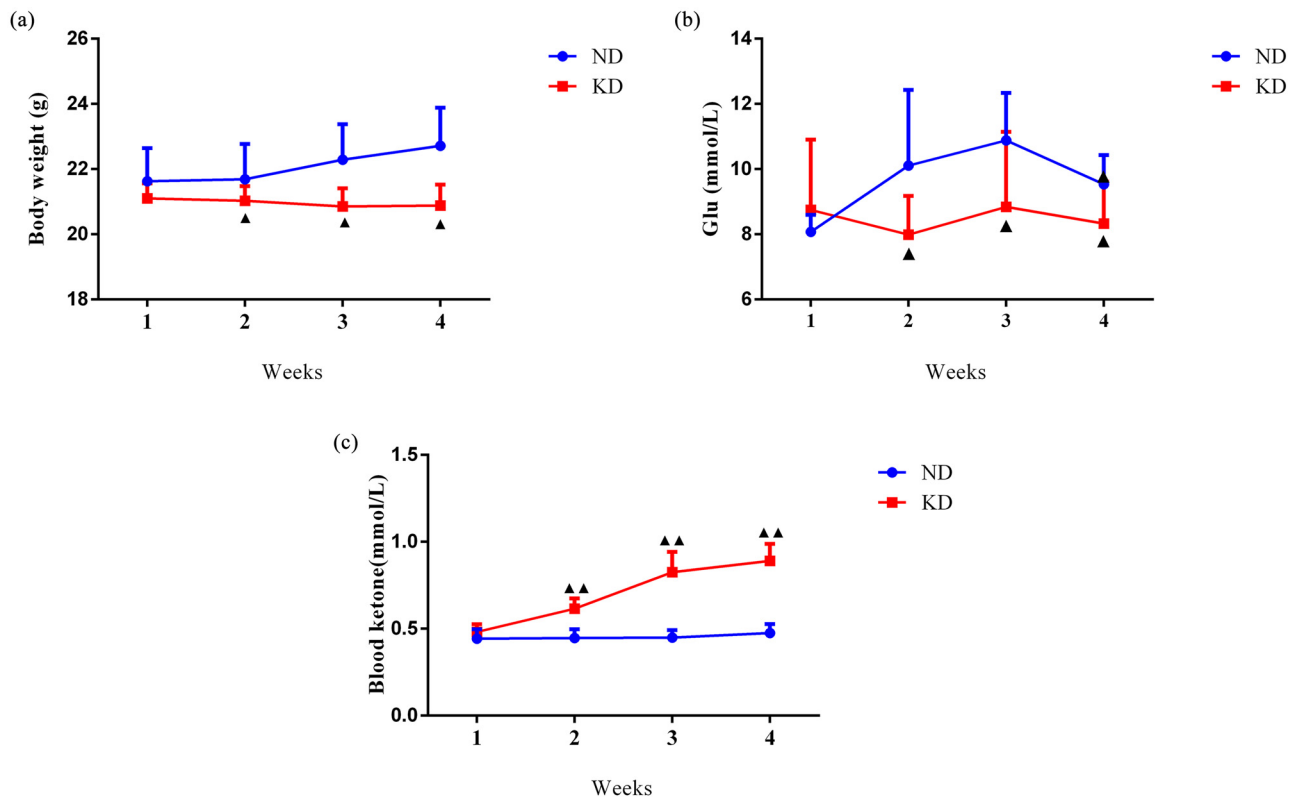 (a)
Body weight (g)
26
24
22
20
18
1 2 3 4
Weeks
ND
KD
(b)
Glu (mmol/L)
14
12
10
8
6
1 2 3 4
Weeks
ND
KD
(c)
Blood ketone(mmol/L)
1.5
1.0
0.5
0.0
1 2 3 4
Weeks
ND
KD